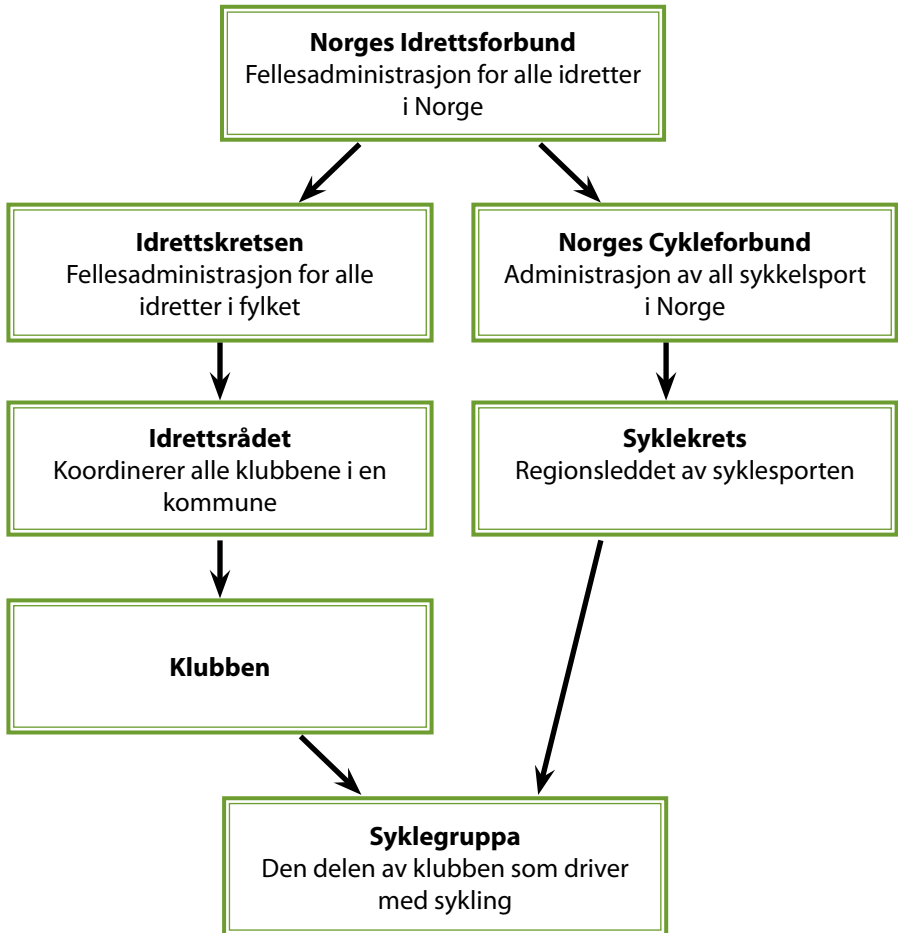 Norges Idrettsforbund
Fellesadministrasjon for alle idretter
i Norge
Idrettskretsen
Fellesadministrasjon for alle
idretter i fylket
Norges Cykleforbund
Administrasjon av all sykkelsport
i Norge
Idrettsrådet
Koordinerer alle klubbene i en
kommune
Syklekrets
Regionsleddet av syklesporten
Klubben
Syklegruppa
Den delen av klubben som driver
med sykling